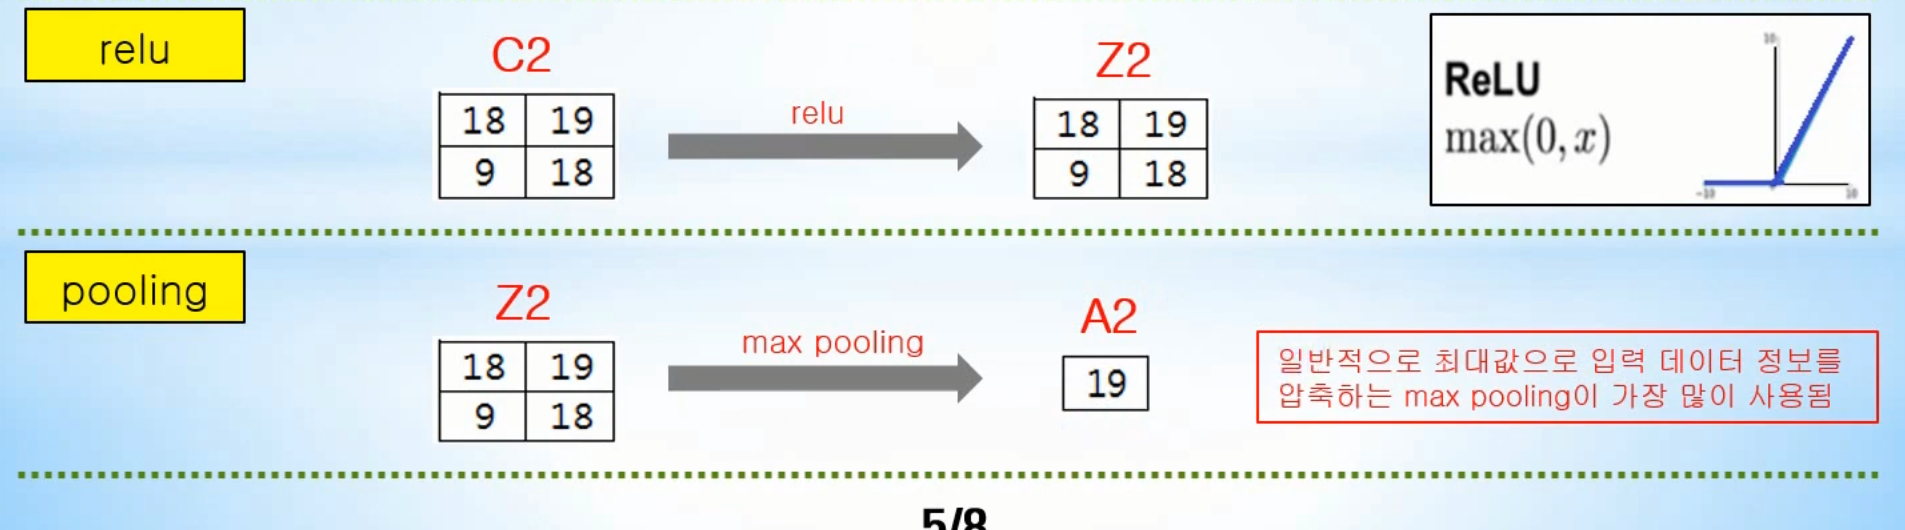 relu
C2
18 19
9 18
relu
Z2
18 19
9 18
ReLU
max(0, x)
10
-10
10
pooling
Z2
18 19
9 18
max pooling
A2
19
일반적으로 최대값으로 입력 데이터 정보를
압축하는 max pooling이 가장 많이 사용됨
5/8